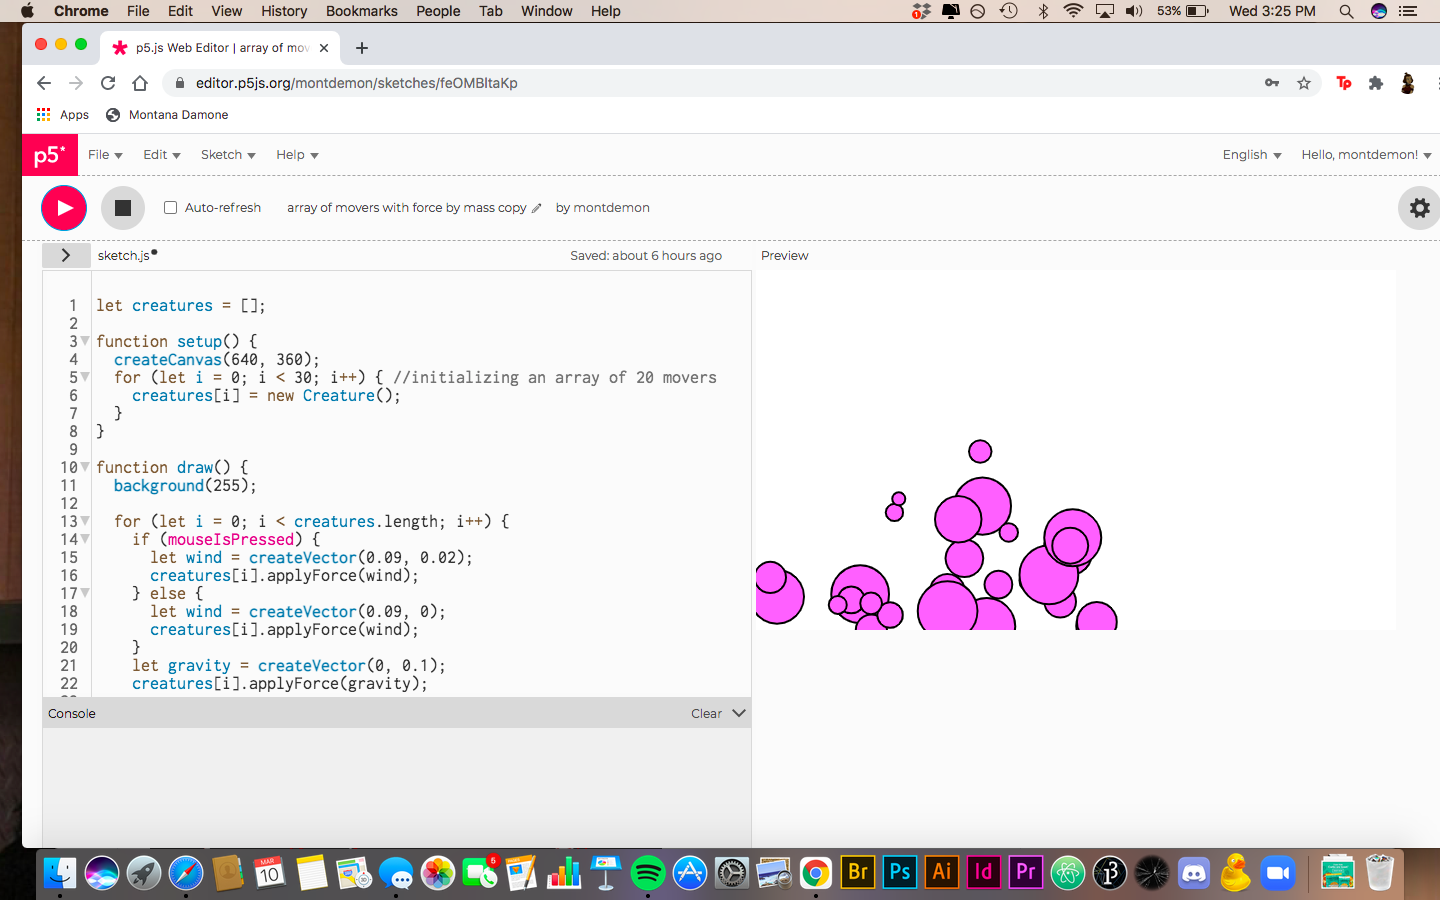 Chrome File Edit View History Bookmarks People Tab Window Help 1 53% Wed 3:25 PM
p5.js Web Editor | array of mov
editor.p5js.org/montdemon/sketches/feOMBItaKp Tp
Apps Montana Damone
p5* File Edit Sketch Help English Hello, montdemon!
Auto-refresh array of movers with force by mass copy by montdemon
sketch.js Saved: about 6 hours ago Preview
1 let creatures = [];
2
3 function setup() {
4 createCanvas(640, 360);
5 for (let i = 0; i < 30; i++) { //initializing an array of 20 movers
6 creatures[i] = new Creature();
7 }
8 }
9
10 function draw() {
11 background(255);
12
13 for (let i = 0; i < creatures.length; i++) {
14 if (mouseIsPressed) {
15 let wind = createVector(0.09, 0.02);
16 creatures[i].applyForce(wind);
17 } else {
18 let wind = createVector(0.09, 0);
19 creatures[i].applyForce(wind);
20 }
21 let gravity = createVector(0, 0.1);
22 creatures[i].applyForce(gravity);
Console Clear
MAR 10 5 Br Ps Ai Id Pr